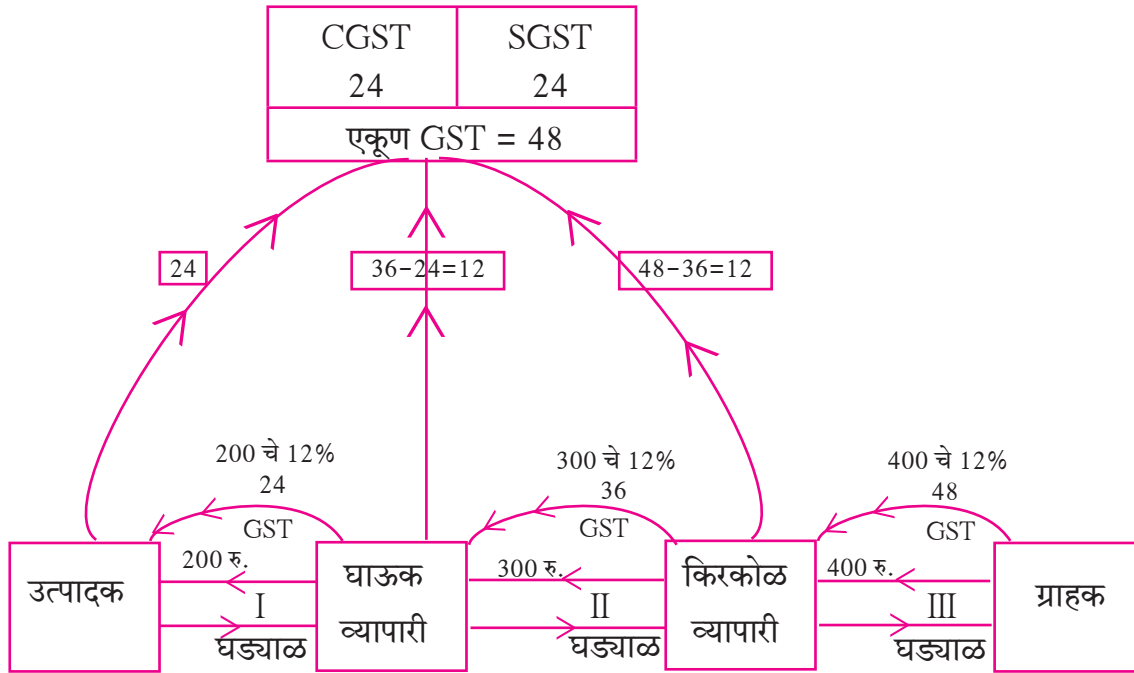 CGST SGST
24 24
एकूण GST = 48
24 36-24=12 48-36=12
200 चे 12% 300 चे 12% 400 चे 12%
24 36 48
GST GST GST
200 रु. 300 रु. 400 रु.
उत्पादक घाऊक व्यापारी किरकोळ व्यापारी ग्राहक
I II III
घड्याळ घड्याळ घड्याळ